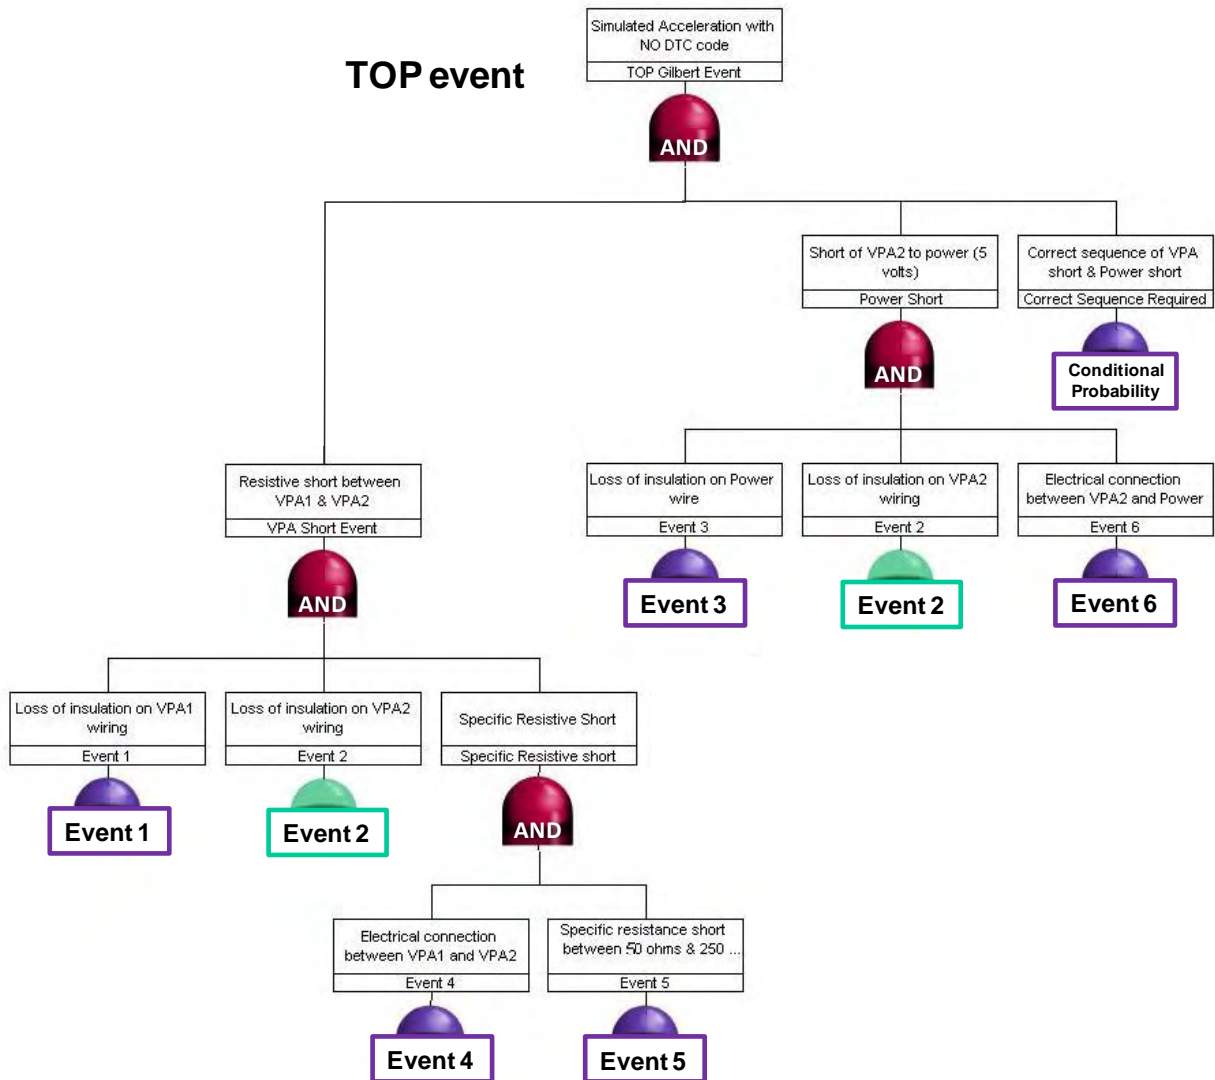 Simulated Acceleration with
NO DTC code
TOP Gilbert Event
TOP event
AND
Short of VPA2 to power (5
volts)
Power Short
Correct sequence of VPA
short & Power short
Correct Sequence Required
AND
Conditional
Probability
Resistive short between
VPA1 & VPA2
VPA Short Event
Loss of insulation on Power
wire
Event 3
Loss of insulation on VPA2
wiring
Event 2
Electrical connection
between VPA2 and Power
Event 6
AND
Event 3
Event 2
Event 6
Loss of insulation on VPA1
wiring
Event 1
Loss of insulation on VPA2
wiring
Event 2
Specific Resistive Short
Specific Resistive short
Event 1
Event 2
AND
Electrical connection
between VPA1 and VPA2
Event 4
Specific resistance short
between 50 ohms & 250 ...
Event 5
Event 4
Event 5